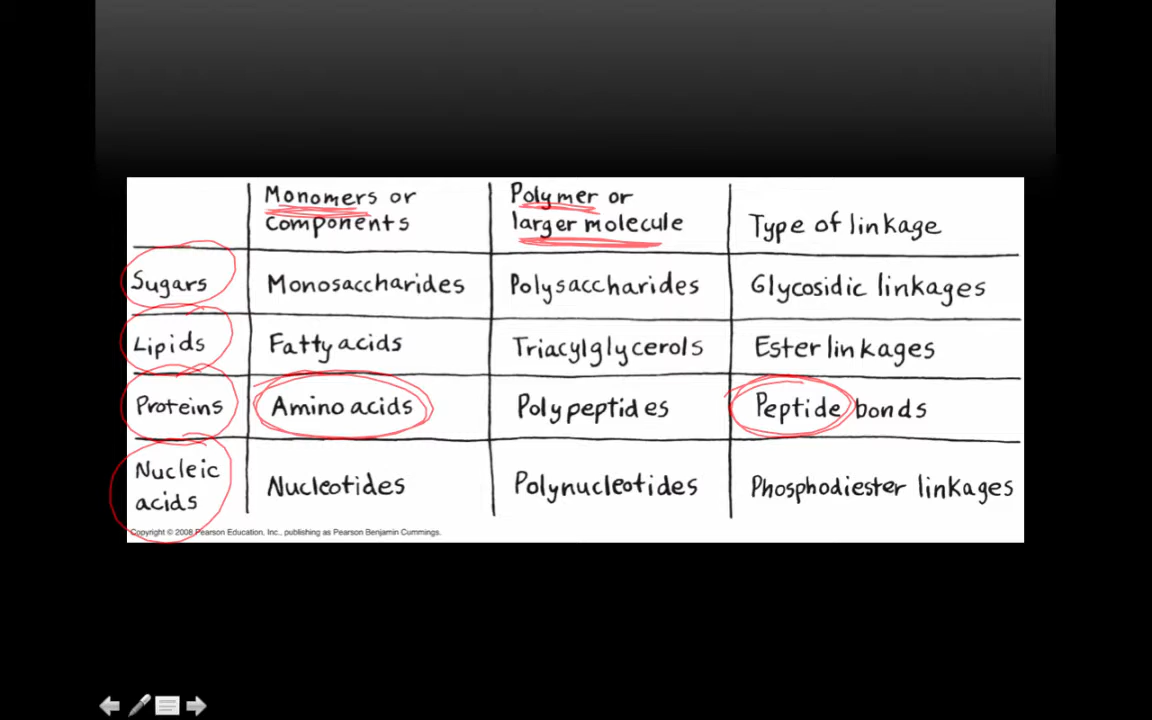 Monomers or
components
Polymer or
larger molecule
Type of linkage
Sugars
Monosaccharides
Polysaccharides
Glycosidic linkages
Lipids
Fatty acids
Triacylglycerols
Ester linkages
Proteins
Amino acids
Polypeptides
Peptide bonds
Nucleic
acids
Nucleotides
Polynucleotides
Phosphodiester linkages
Copyright © 2008 Pearson Education, Inc., publishing as Pearson Benjamin Cummings.